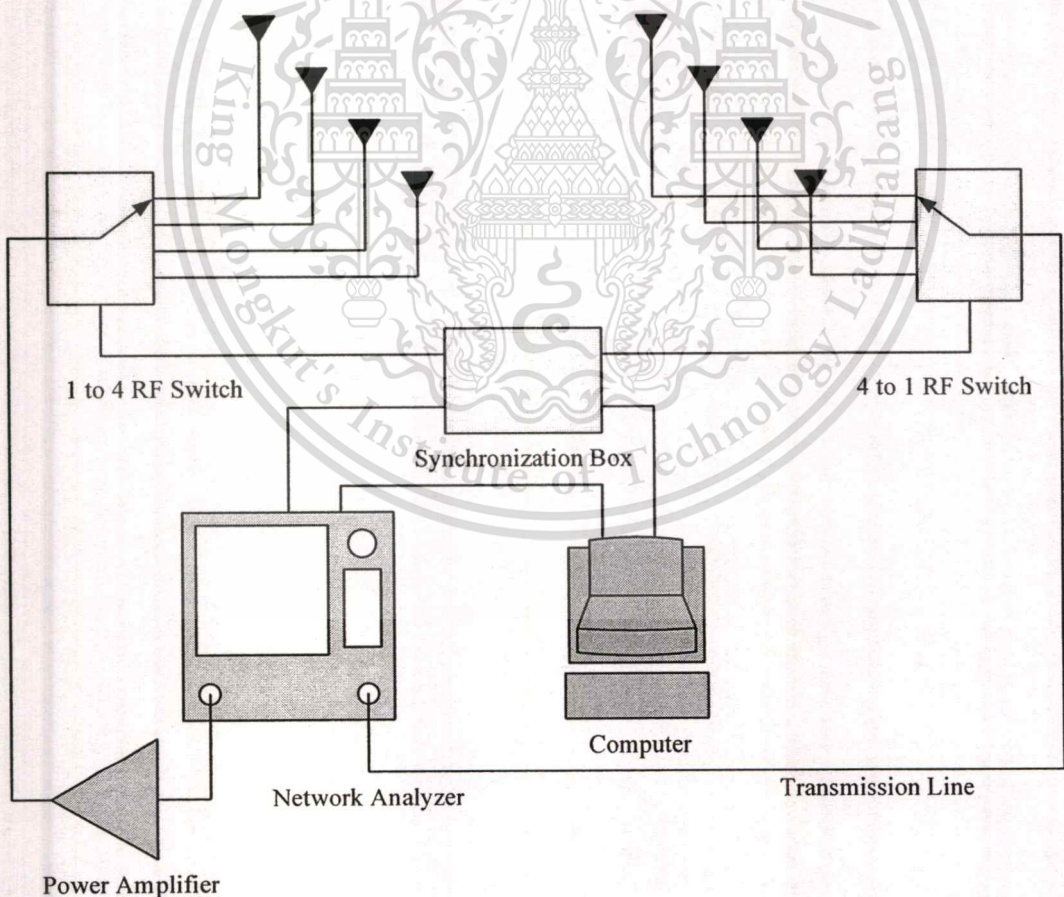 King Mongkut's Institute of Technology Ladkrabang
1 to 4 RF Switch
4 to 1 RF Switch
Synchronization Box
Computer
Network Analyzer
Transmission Line
Power Amplifier